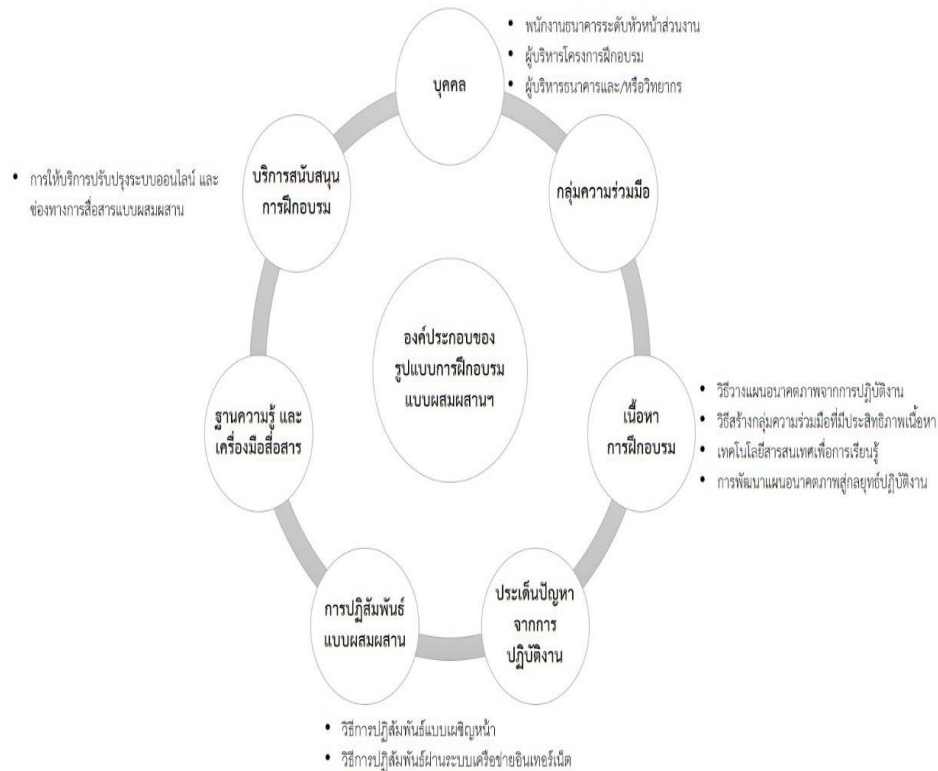 • พนักงานธนาคารระดับหัวหน้าส่วนงาน
• ผู้บริหารโครงการฝึกอบรม
• ผู้บริหารธนาคารและ/หรือวิทยากร
บุคคล
กลุ่มความร่วมมือ
• วิธีวางแผนอนาคตภาพจากการปฏิบัติงาน
• วิธีสร้างกลุ่มความร่วมมือที่มีประสิทธิภาพเนื้อหา
• เทคโนโลยีสารสนเทศเพื่อการเรียนรู้
• การพัฒนาแผนอนาคตภาพสู่กลยุทธ์ปฏิบัติงาน
เนื้อหา
การฝึกอบรม
ประเด็นปัญหา
จากการ
ปฏิบัติงาน
การปฏิสัมพันธ์
แบบผสมผสาน
• วิธีการปฏิสัมพันธ์แบบเผชิญหน้า
• วิธีการปฏิสัมพันธ์ผ่านระบบเครือข่ายอินเทอร์เน็ต
ฐานความรู้ และ
เครื่องมือสื่อสาร
บริการสนับสนุน
การฝึกอบรม
• การให้บริการปรับปรุงระบบออนไลน์ และ
ช่องทางการสื่อสารแบบผสมผสาน
องค์ประกอบของ
รูปแบบการฝึกอบรม
แบบผสมผสานฯ